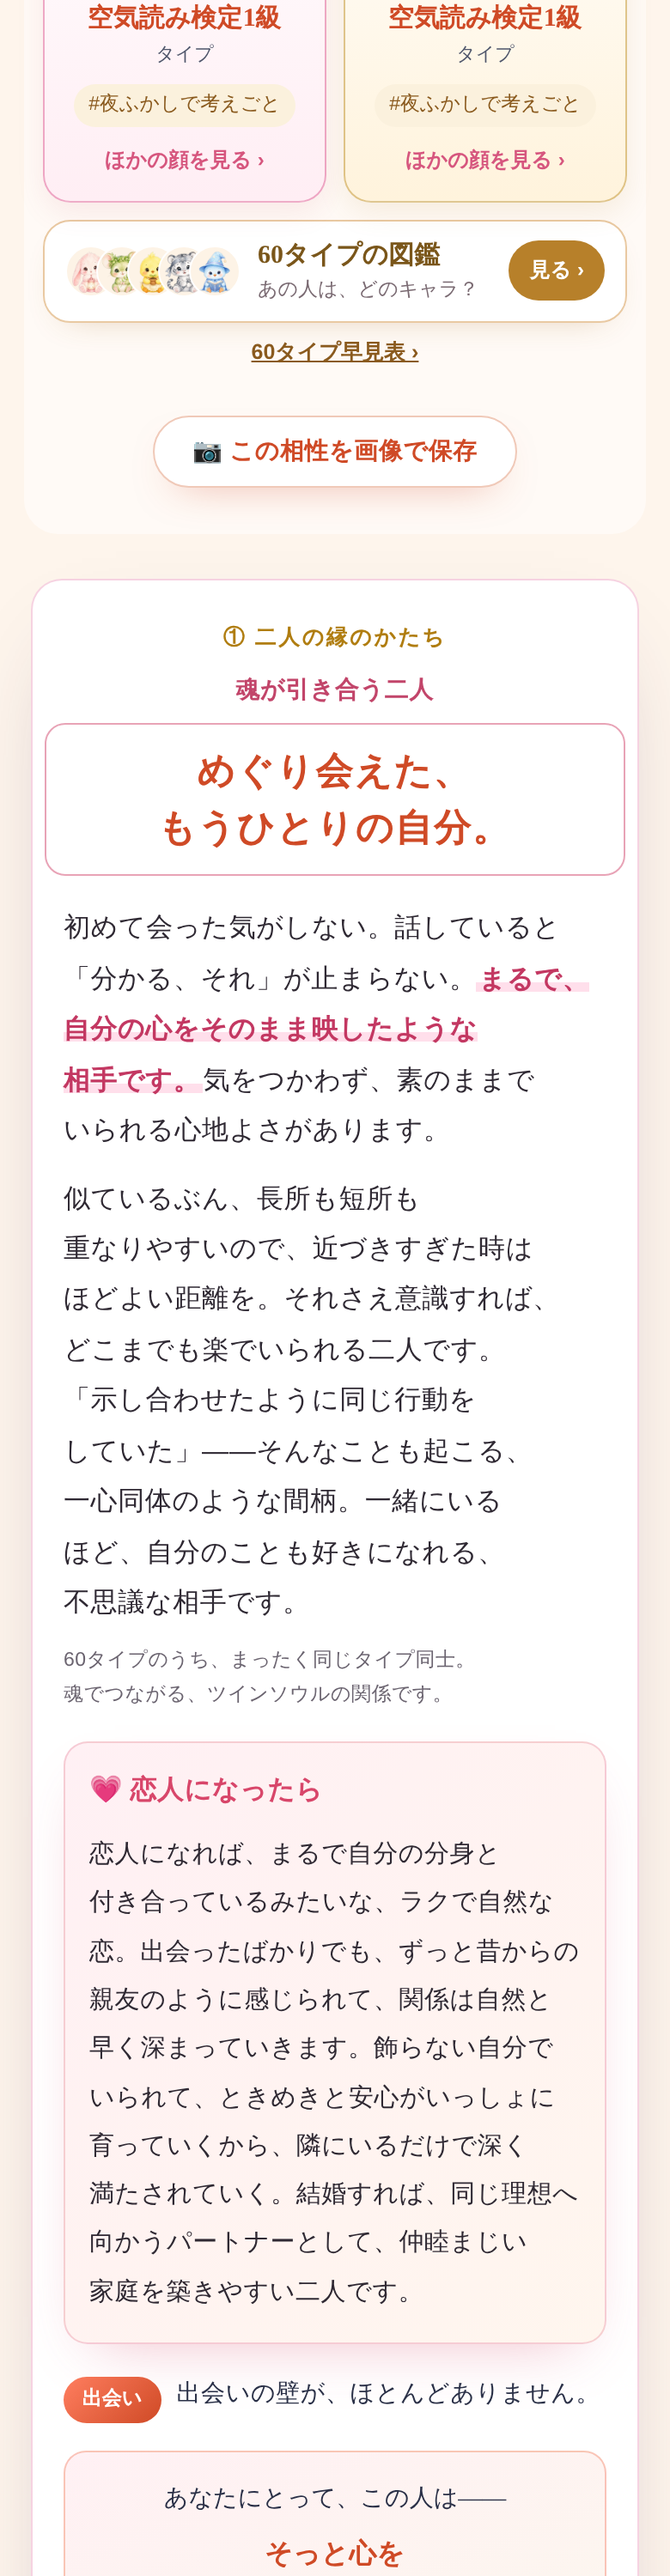 空気読み検定1級
空気読み検定1級
タイプ
タイプ
#夜ふかしで考えごと
#夜ふかしで考えごと
ほかの顔を見る ›
ほかの顔を見る ›
60タイプの図鑑
あの人は、どのキャラ？
見る ›
60タイプ早見表 ›
この相性を画像で保存
① 二人の縁のかたち
魂が引き合う二人
めぐり会えた、
もうひとりの自分。
初めて会った気がしない。話していると
「分かる、それ」が止まらない。まるで、
自分の心をそのまま映したような
相手です。気をつかわず、素のままで
いられる心地よさがあります。
似ているぶん、長所も短所も
重なりやすいので、近づきすぎた時は
ほどよい距離を。それさえ意識すれば、
どこまでも楽でいられる二人です。
「示し合わせたように同じ行動を
していた」——そんなことも起こる、
一心同体のような間柄。一緒にいる
ほど、自分のことも好きになれる、
不思議な相手です。
60タイプのうち、まったく同じタイプ同士。
魂でつながる、ツインソウルの関係です。
恋人になったら
恋人になれば、まるで自分の分身と
付き合っているみたいな、ラクで自然な
恋。出会ったばかりでも、ずっと昔からの
親友のように感じられて、関係は自然と
早く深まっていきます。飾らない自分で
いられて、ときめきと安心がいっしょに
育っていくから、隣にいるだけで深く
満たされていく。結婚すれば、同じ理想へ
向かうパートナーとして、仲睦まじい
家庭を築きやすい二人です。
出会い 出会いの壁が、ほとんどありません。
あなたにとって、この人は——
そっと心を